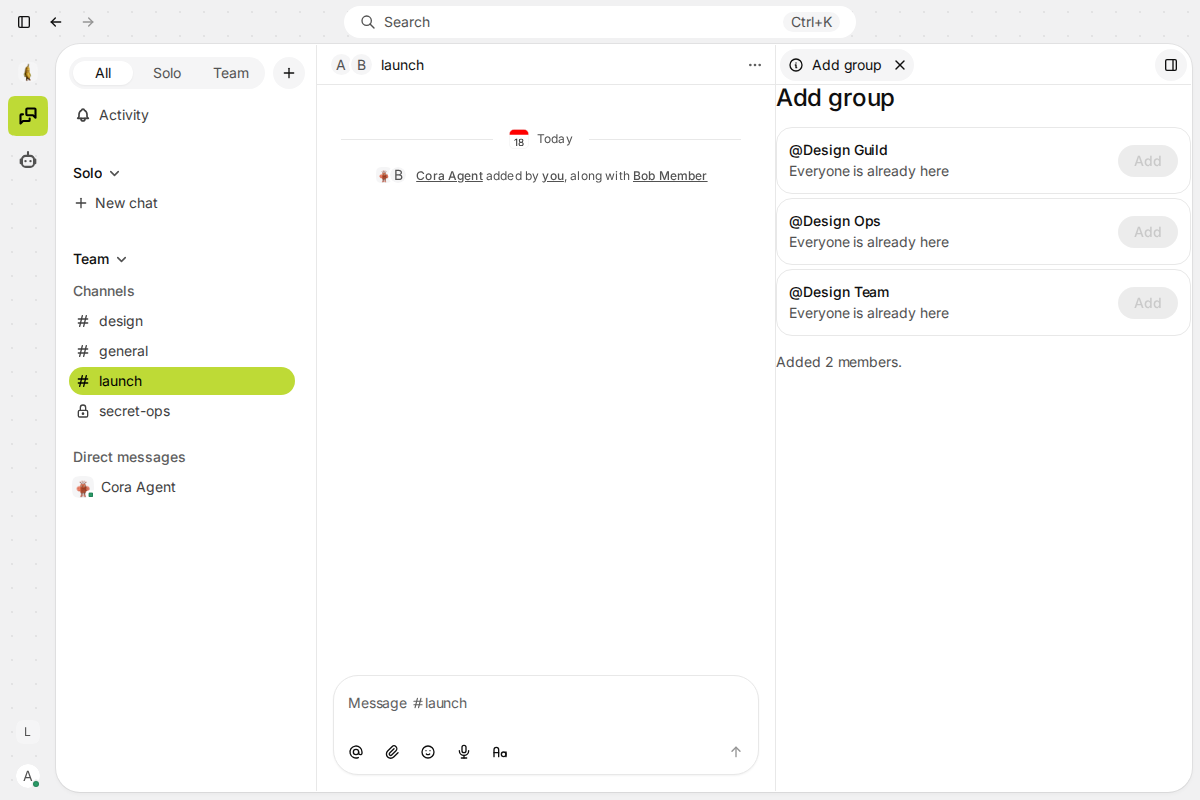 Search
Ctrl+K
All
Solo
Team
Activity
Solo
New chat
Team
Channels
# design
# general
# launch
secret-ops
Direct messages
Cora Agent
L
A
A B launch
18 Today
B Cora Agent added by you, along with Bob Member
Message #launch
Aa
Add group
Add group
@Design Guild
Everyone is already here
Add
@Design Ops
Everyone is already here
Add
@Design Team
Everyone is already here
Add
Added 2 members.